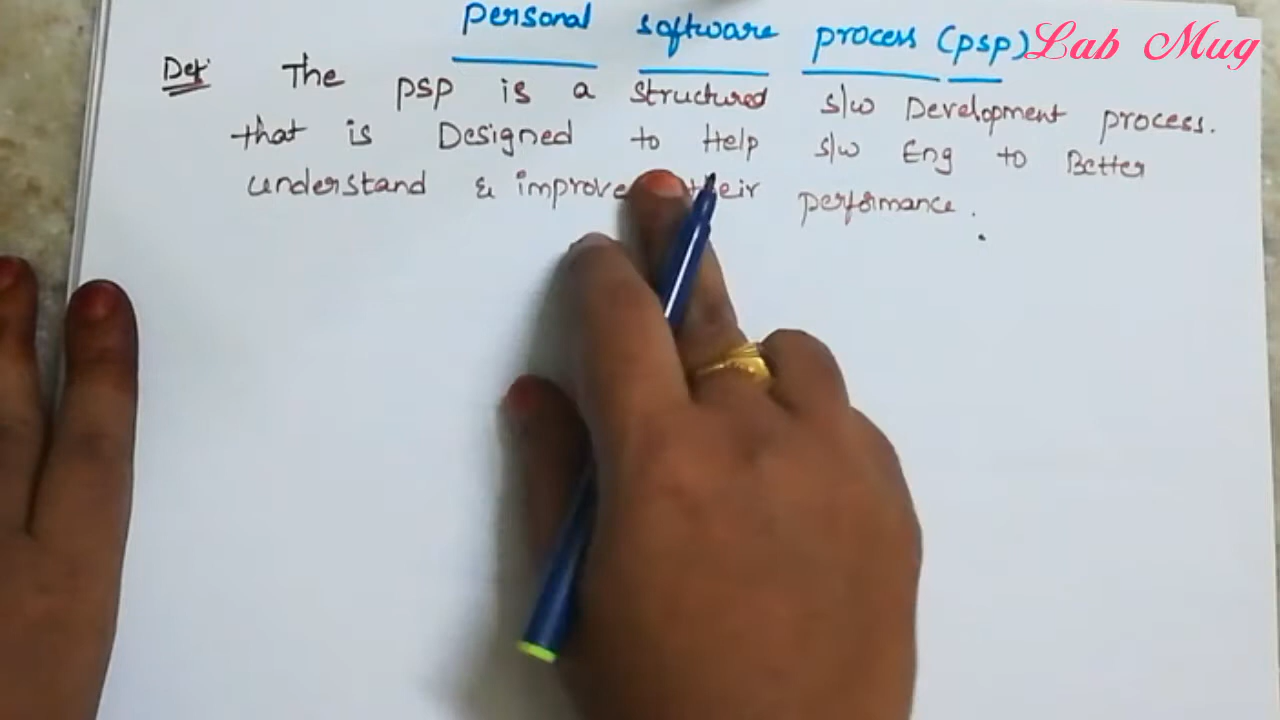 personal software process (psp)
Lab Mug
Def: The psp is a structured s/w Development process.
that is Designed to Help s/w Eng to Better
understand & improve their performance.